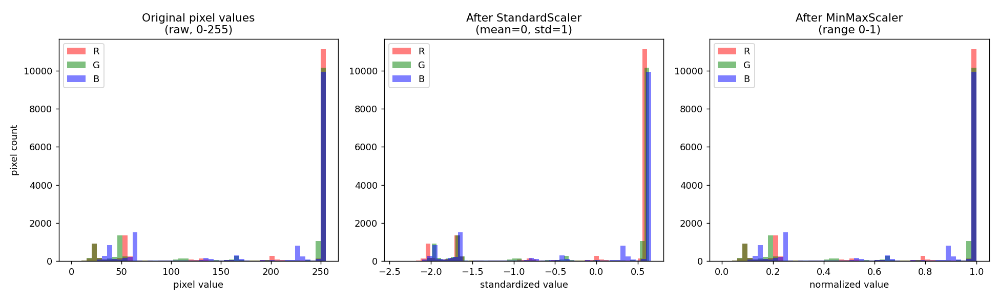 Original pixel values
(raw, 0-255)
R
G
B
10000
8000
6000
4000
2000
0
pixel count
0
50
100
150
200
250
pixel value
After StandardScaler
(mean=0, std=1)
R
G
B
10000
8000
6000
4000
2000
0
−2.5
−2.0
−1.5
−1.0
−0.5
0.0
0.5
standardized value
After MinMaxScaler
(range 0-1)
R
G
B
10000
8000
6000
4000
2000
0
0.0
0.2
0.4
0.6
0.8
1.0
normalized value